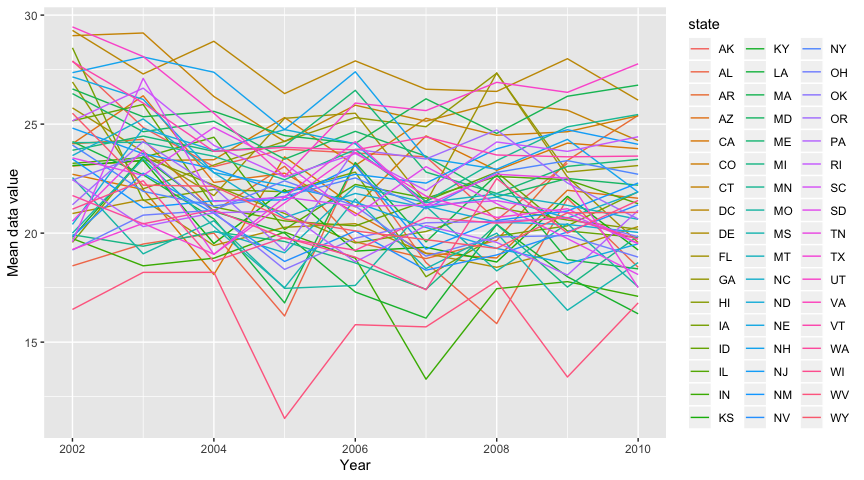 30
25
20
15
Mean data value
2002
2004
2006
2008
2010
Year
state
AK
AL
AR
AZ
CA
CO
CT
DC
DE
FL
GA
HI
IA
ID
IL
IN
KS
KY
LA
MA
MD
ME
MI
MN
MO
MS
MT
NC
ND
NE
NH
NJ
NM
NV
NY
OH
OK
OR
PA
RI
SC
SD
TN
TX
UT
VA
VT
WA
WI
WV
WY